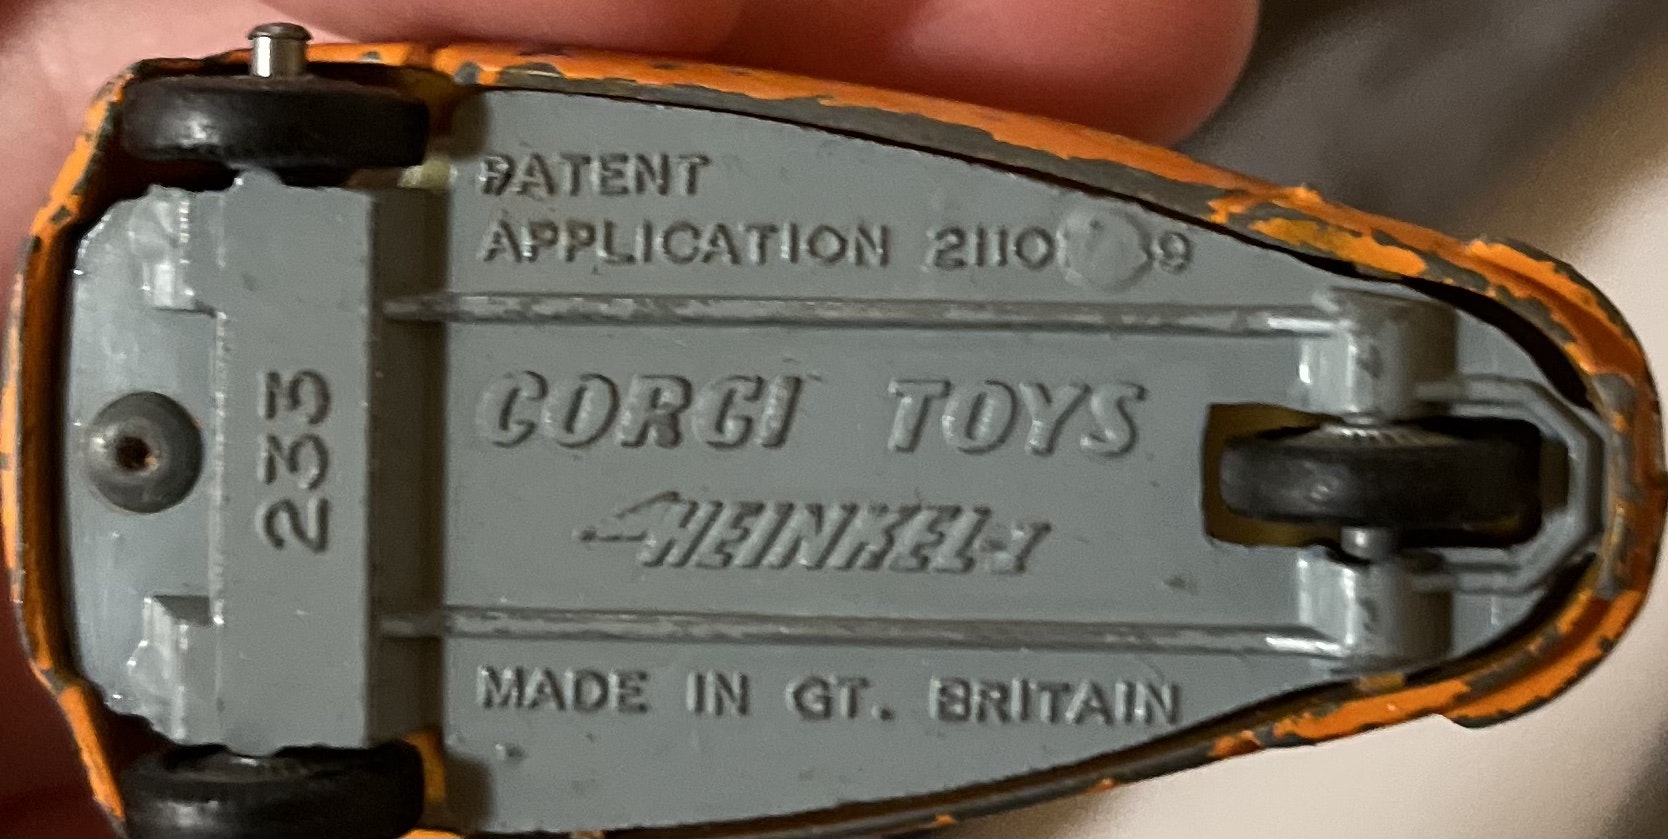 PATENT
APPLICATION
CORGI TOYS
HEINKEL-I
MADE IN GT. BRITAIN
233